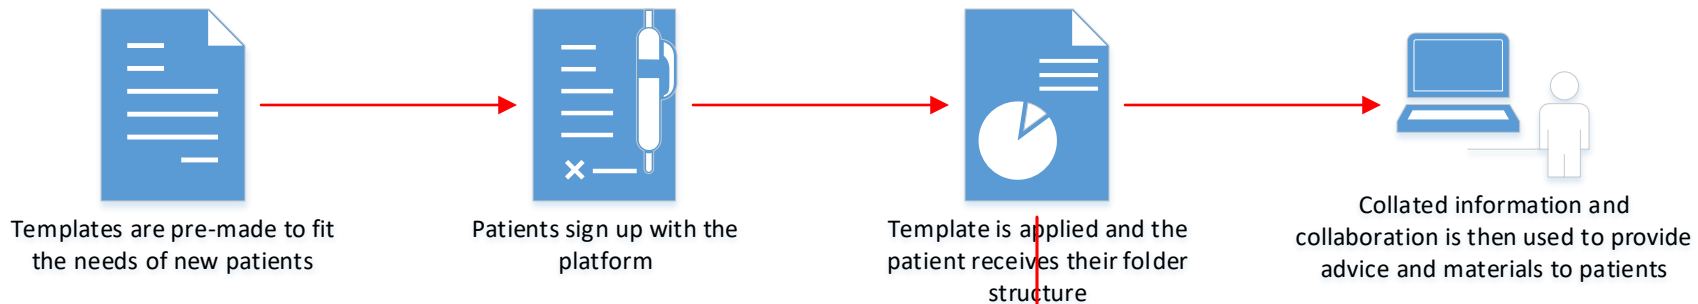 Templates are pre-made to fit
the needs of new patients
Patients sign up with the
platform
Template is applied and the
patient receives their folder
structure
Collated information and
collaboration is then used to provide
advice and materials to patients